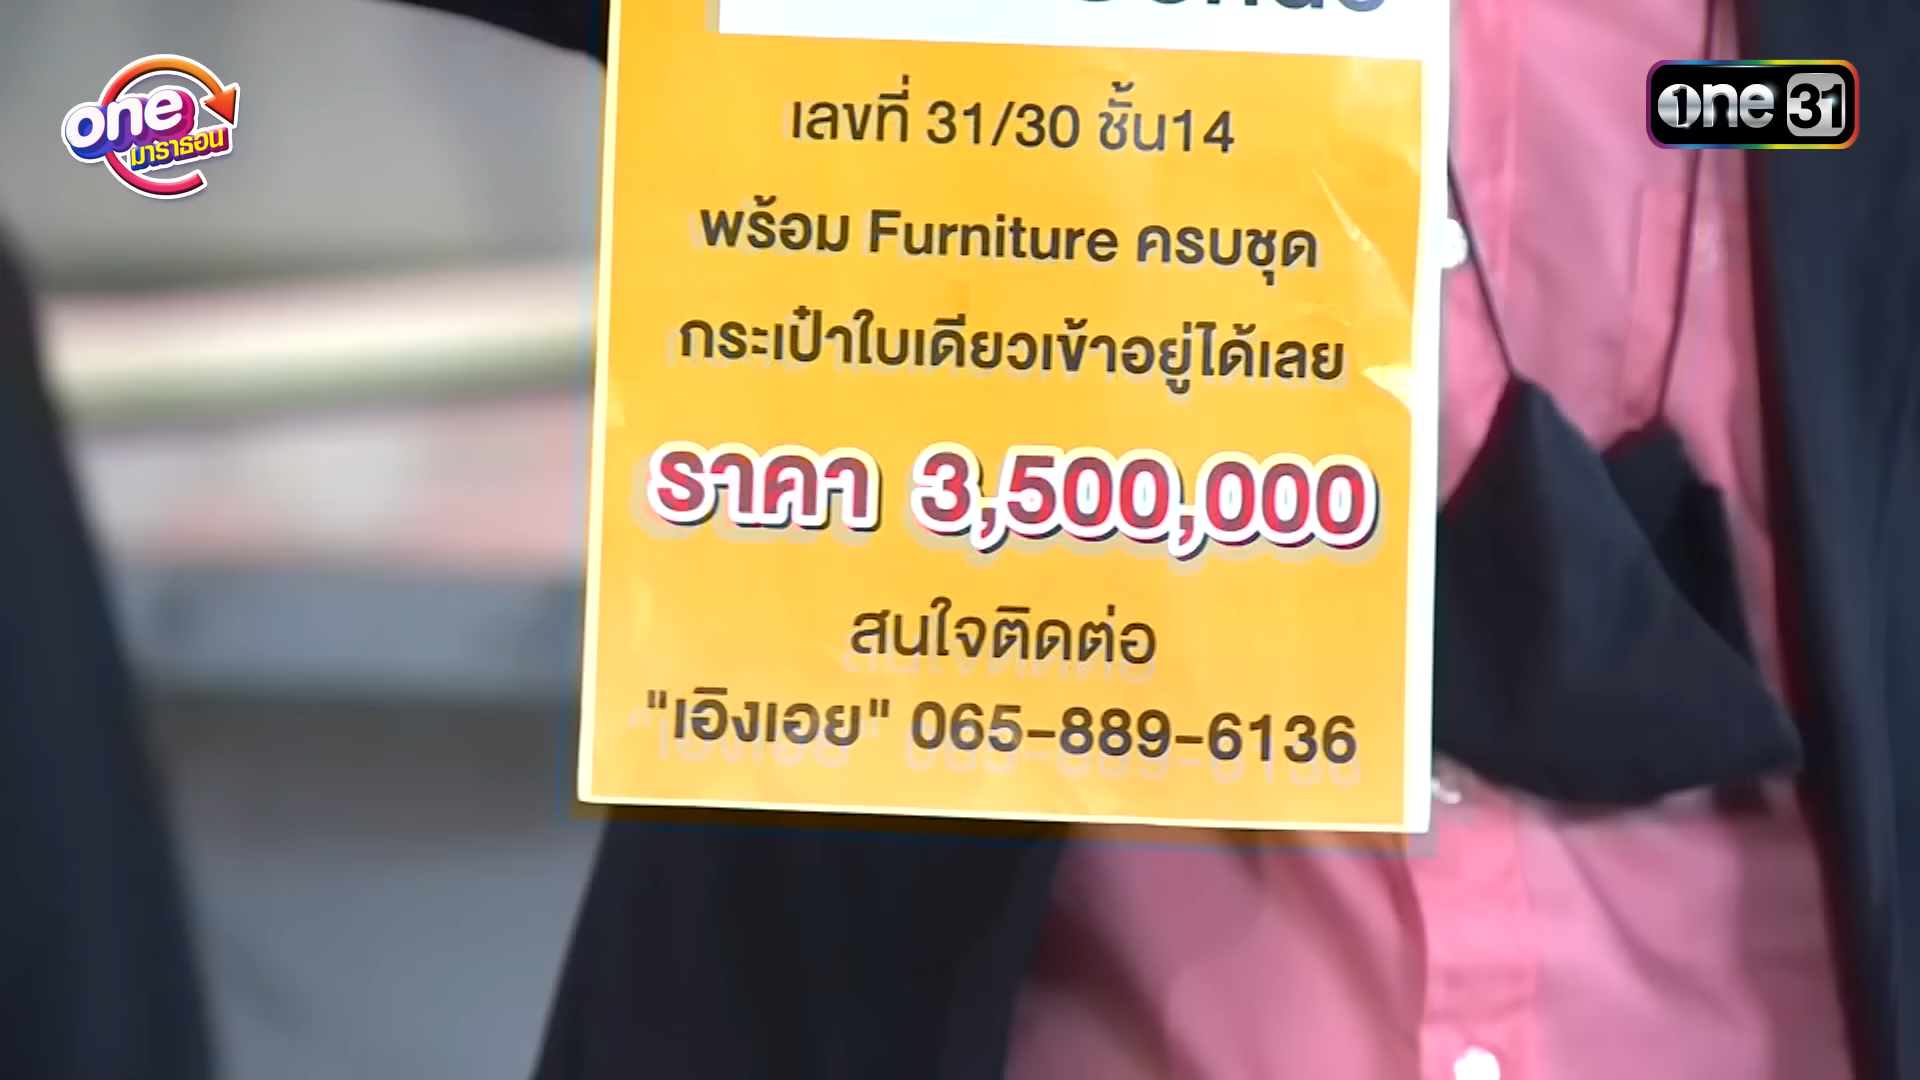 one
มาราธอน
one 31
เลขที่ 31/30 ชั้น14
พร้อม Furniture ครบชุด
กระเป๋าใบเดียวเข้าอยู่ได้เลย
ราคา 3,500,000
สนใจติดต่อ
"เอิงเอย" 065-889-6136